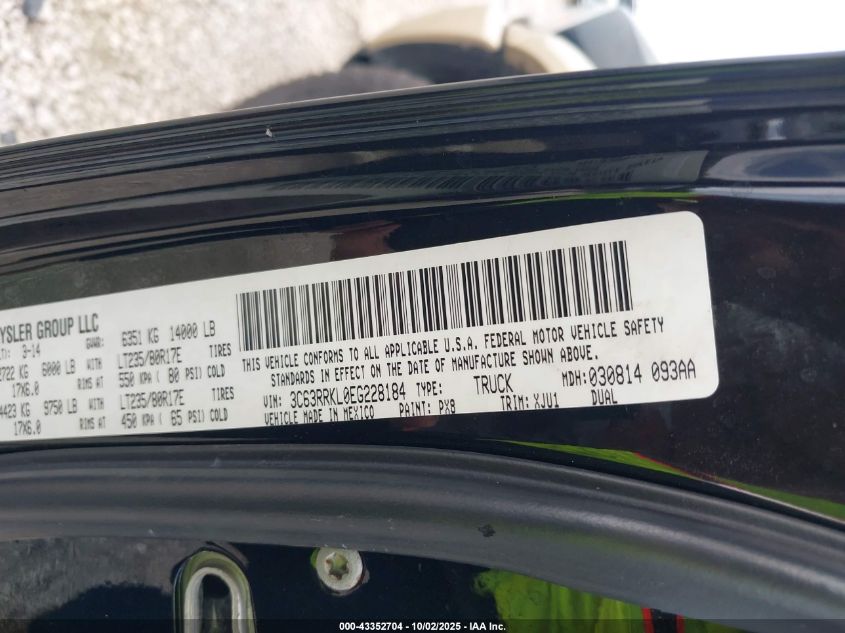 YSLER GROUP LLC
3-14 GVWR: 6351 KG 14000 LB
2722 KG 6000 LB WITH LT235/80R17E TIRES
17X6.0 RIMS AT 550 KPA ( 80 PSI) COLD
4423 KG 9750 LB WITH LT235/80R17E TIRES
17X6.0 RIMS AT 450 KPA ( 65 PSI) COLD
THIS VEHICLE CONFORMS TO ALL APPLICABLE U.S.A. FEDERAL MOTOR VEHICLE SAFETY
STANDARDS IN EFFECT ON THE DATE OF MANUFACTURE SHOWN ABOVE.
VIN: 3C63RRKL0EG228184 TYPE: TRUCK MDH: 030814 093AA
VEHICLE MADE IN MEXICO PAINT: PX8 TRIM: XJV1 DUAL
000-43352704 - 10/02/2025 - IAA Inc.